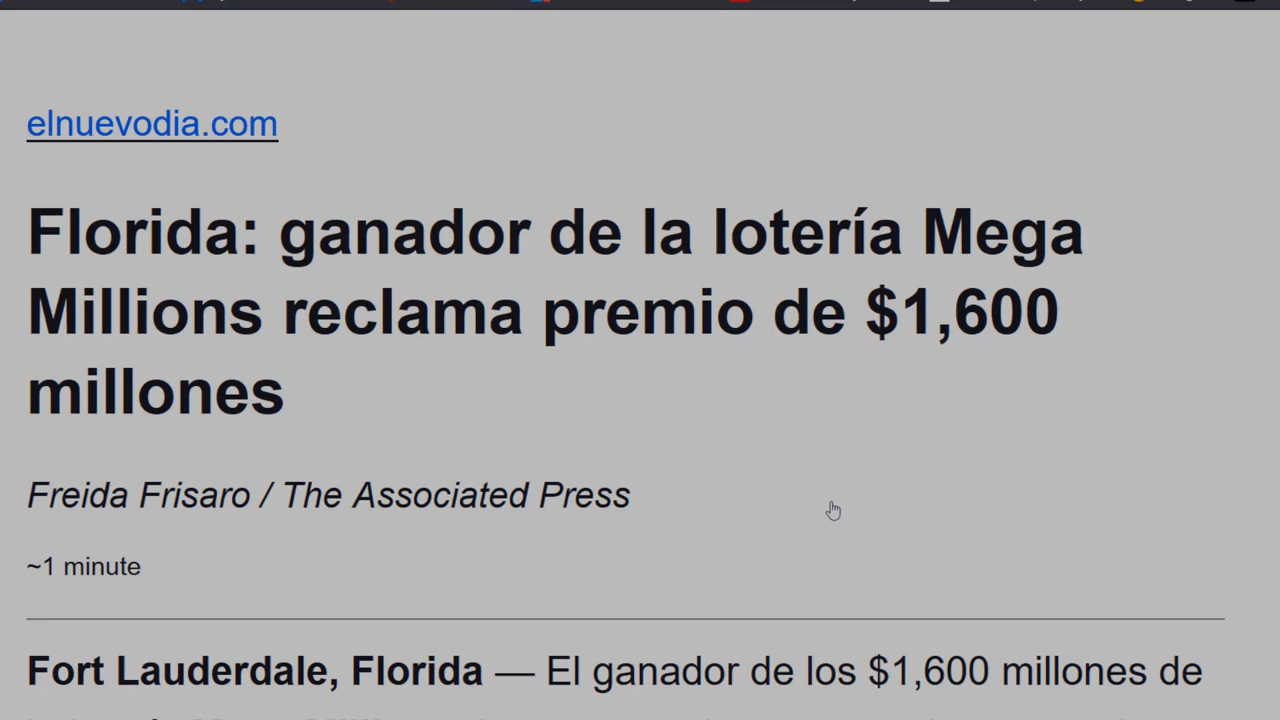 elnuevodia.com
Florida: ganador de la lotería Mega
Millions reclama premio de $1,600
millones
Freida Frisaro / The Associated Press
~1 minute
Fort Lauderdale, Florida — El ganador de los $1,600 millones de